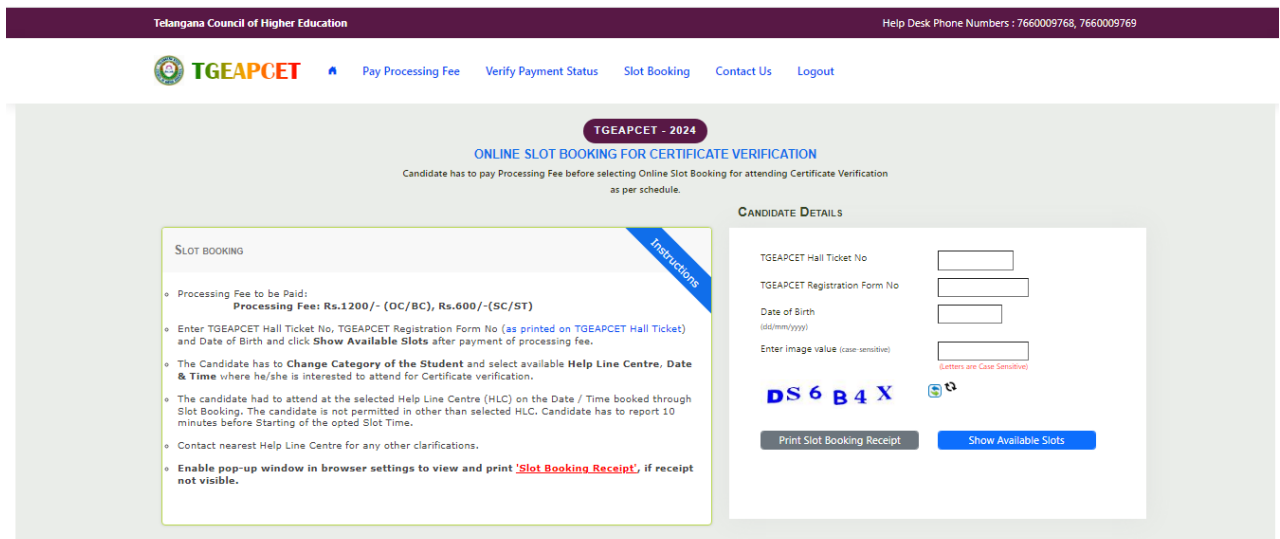 Telangana Council of Higher Education
Help Desk Phone Numbers : 7660009768, 7660009769
TGEAPCET
Pay Processing Fee
Verify Payment Status
Slot Booking
Contact Us
Logout
TGEAPCET - 2024
ONLINE SLOT BOOKING FOR CERTIFICATE VERIFICATION
Candidate has to pay Processing Fee before selecting Online Slot Booking for attending Certificate Verification
as per schedule.
SLOT BOOKING
Instructions
Processing Fee to be Paid:
Processing Fee: Rs.1200/- (OC/BC), Rs.600/-(SC/ST)
Enter TGEAPCET Hall Ticket No, TGEAPCET Registration Form No (as printed on TGEAPCET Hall Ticket)
and Date of Birth and click Show Available Slots after payment of processing fee.
The Candidate has to Change Category of the Student and select available Help Line Centre, Date
& Time where he/she is interested to attend for Certificate verification.
The candidate had to attend at the selected Help Line Centre (HLC) on the Date / Time booked through
Slot Booking. The candidate is not permitted in other than selected HLC. Candidate has to report 10
minutes before Starting of the opted Slot Time.
Contact nearest Help Line Centre for any other clarifications.
Enable pop-up window in browser settings to view and print 'Slot Booking Receipt', if receipt
not visible.
CANDIDATE DETAILS
TGEAPCET Hall Ticket No
TGEAPCET Registration Form No
Date of Birth
(dd/mm/yyyy)
Enter image value (case-sensitive)
(Letters are Case Sensitive)
DS6B4X
Print Slot Booking Receipt
Show Available Slots